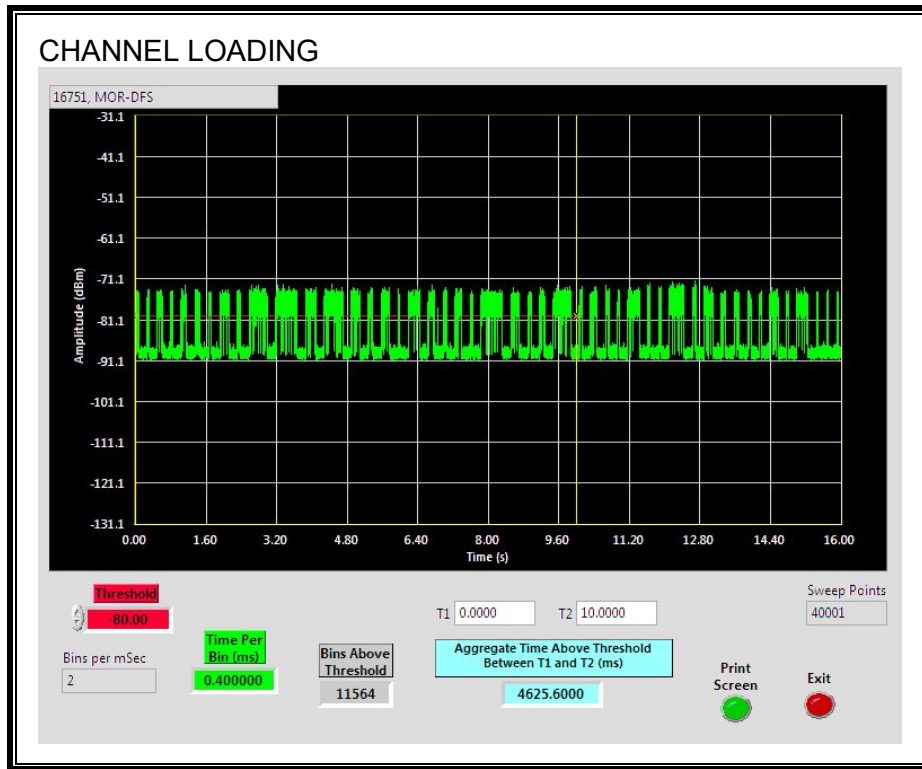 CHANNEL LOADING
16751, MOR-DFS
-31.1
-41.1
-51.1
-61.1
-71.1
-81.1
-91.1
-101.1
-111.1
-121.1
-131.1
Amplitude (dBm)
0.00 1.60 3.20 4.80 6.40 8.00 9.60 11.20 12.80 14.40 16.00
Time (s)
Threshold
-80.00
Bins per mSec
2
Time Per
Bin (ms)
0.400000
Bins Above
Threshold
11564
T1 0.0000 T2 10.0000
Aggregate Time Above Threshold
Between T1 and T2 (ms)
4625.6000
Sweep Points
40001
Print
Screen
Exit